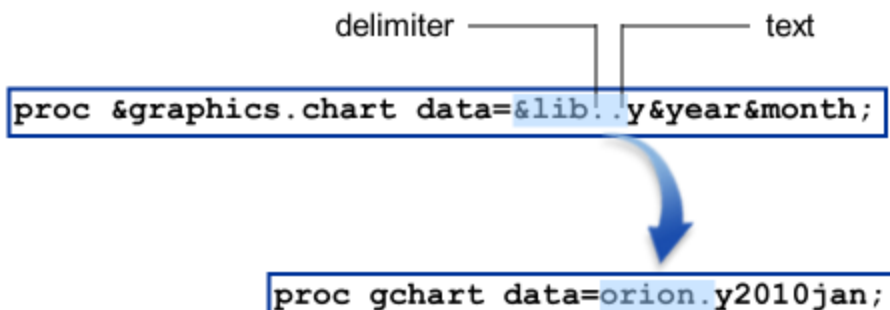 delimiter text
proc &graphics.chart data=&lib..y&year&month;
proc gchart data=orion.y2010jan;